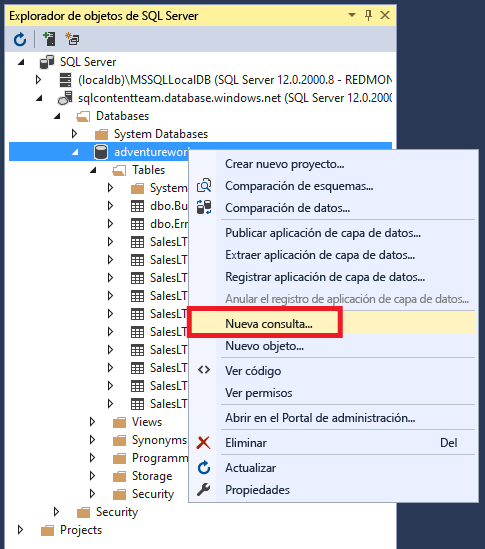 Explorador de objetos de SQL Server
SQL Server
(localdb)\MSSQLLocalDB (SQL Server 12.0.2000.8 - REDMON
sqlcontentteam.database.windows.net (SQL Server 12.0.2000
Databases
System Databases
adventurewor
Tables
System
dbo.Bu
dbo.Err
SalesLT
SalesLT
SalesLT
SalesLT
SalesLT
SalesLT
SalesLT
SalesLT
SalesLT
SalesLT
Views
Synonyms
Programm
Storage
Security
Security
Projects
Crear nuevo proyecto...
Comparación de esquemas...
Comparación de datos...
Publicar aplicación de capa de datos...
Extraer aplicación de capa de datos...
Registrar aplicación de capa de datos...
Anular el registro de aplicación de capa de datos...
Nueva consulta...
Nuevo objeto...
Ver código
Ver permisos
Abrir en el Portal de administración...
Eliminar Del
Actualizar
Propiedades